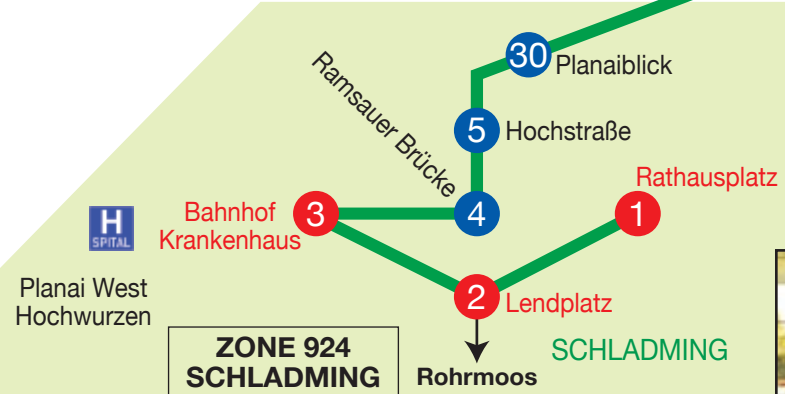 30 Planaiblick
Ramsauer Brücke
5 Hochstraße
Rathausplatz
H
SPITAL
Bahnhof
Krankenhaus
3
4
1
Planai West
Hochwurzen
2 Lendplatz
ZONE 924
SCHLADMING
Rohrmoos
SCHLADMING